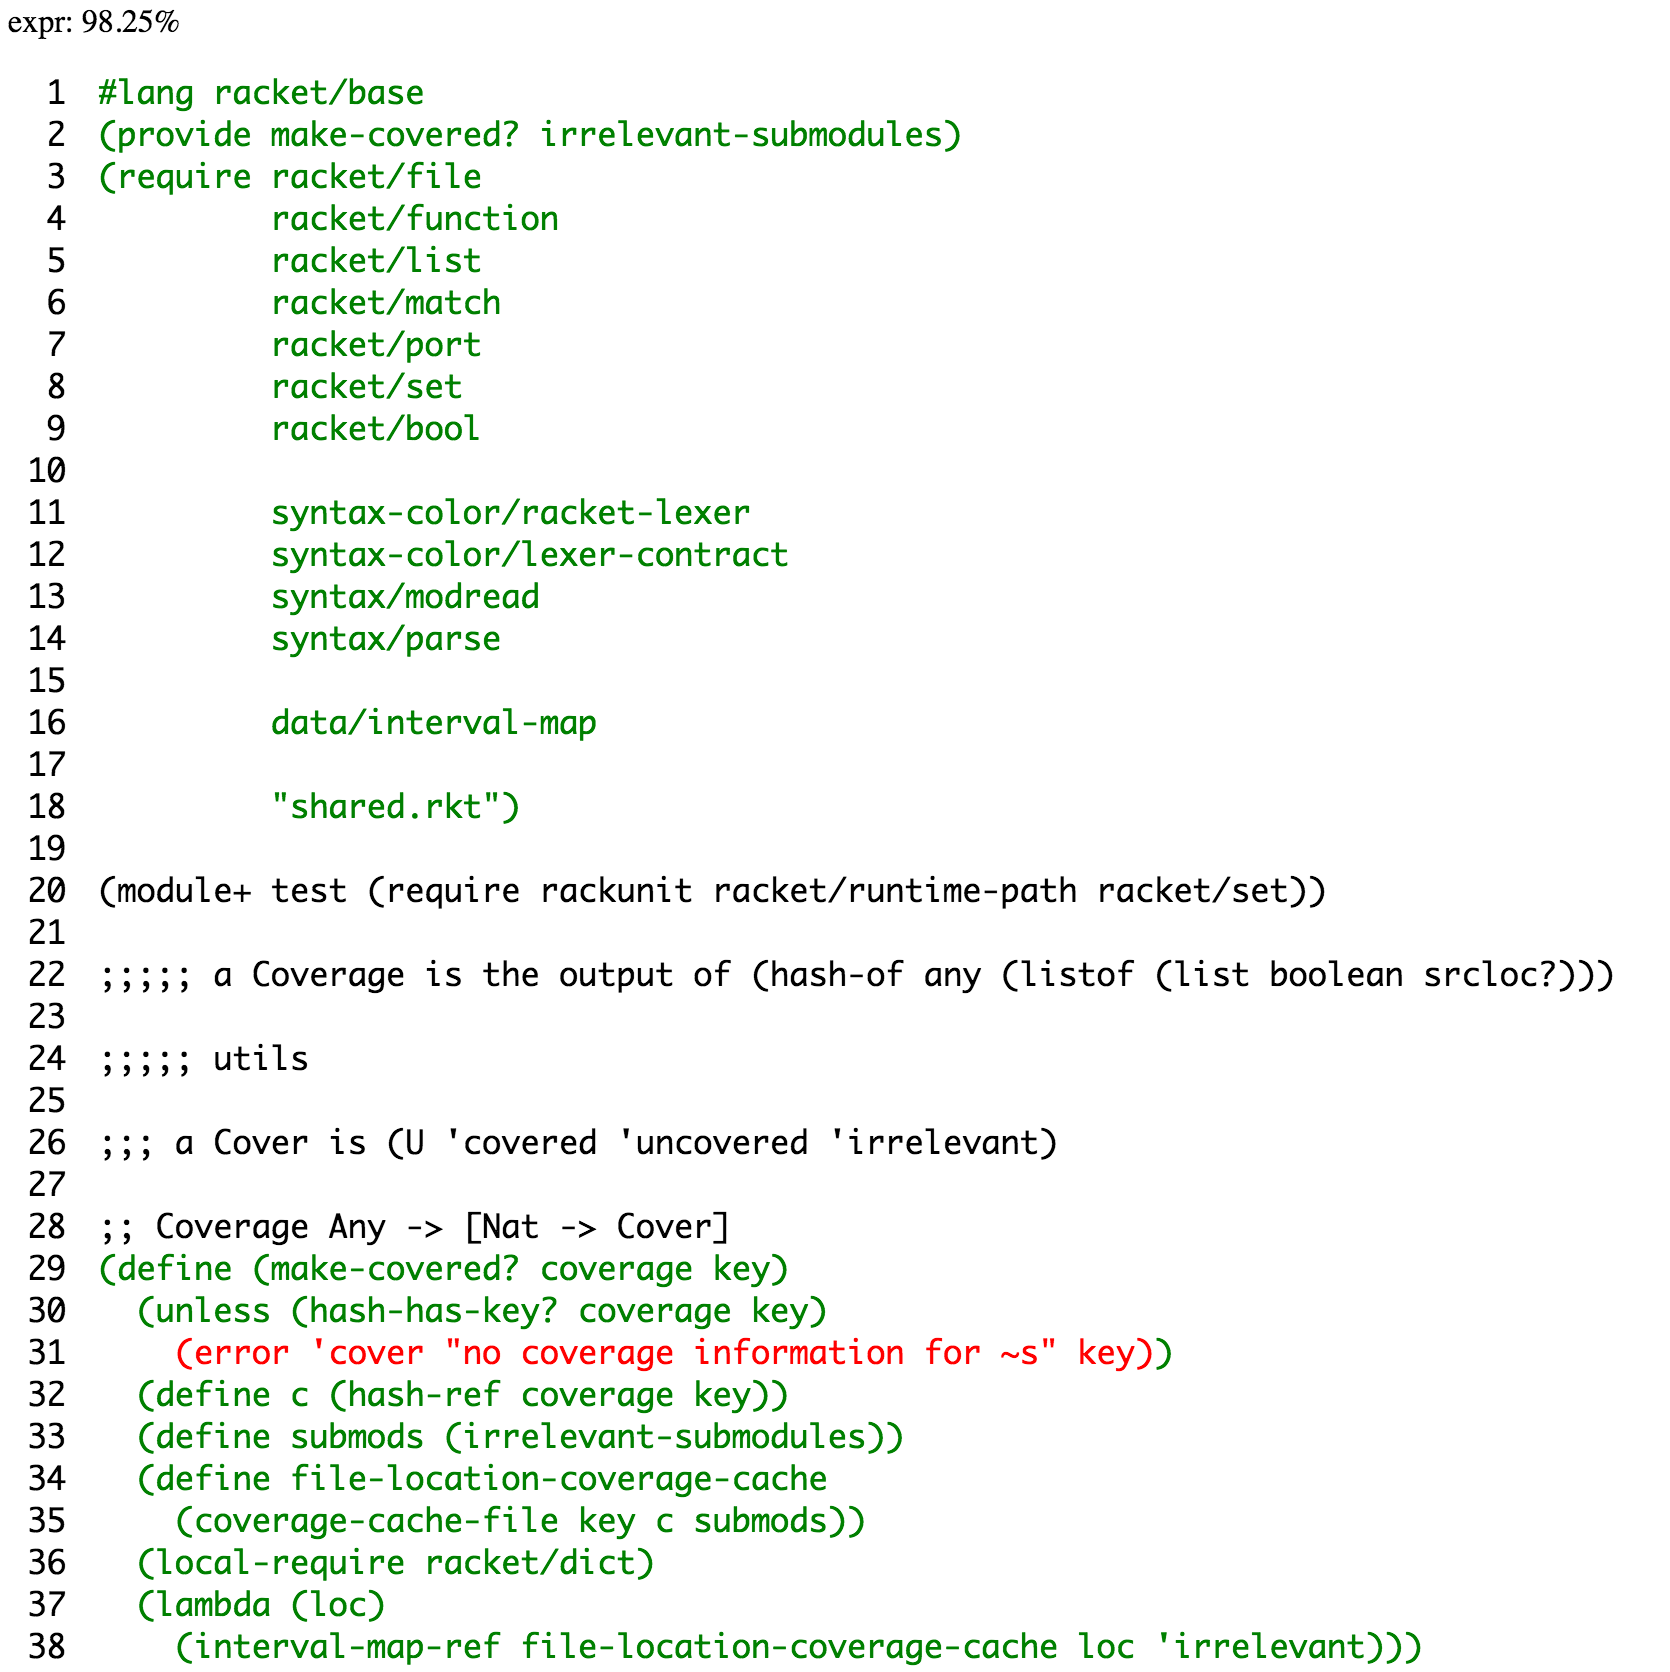 expr: 98.25%
1 #lang racket/base
2 (provide make-covered? irrelevant-submodules)
3 (require racket/file
4          racket/function
5          racket/list
6          racket/match
7          racket/port
8          racket/set
9          racket/bool
10
11          syntax-color/racket-lexer
12          syntax-color/lexer-contract
13          syntax/modread
14          syntax/parse
15
16          data/interval-map
17
18          "shared.rkt")
19
20 (module+ test (require rackunit racket/runtime-path racket/set))
21
22 ;;;;; a Coverage is the output of (hash-of any (listof (list boolean srcloc?)))
23
24 ;;;;; utils
25
26 ;;; a Cover is (U 'covered 'uncovered 'irrelevant)
27
28 ;; Coverage Any -> [Nat -> Cover]
29 (define (make-covered? coverage key)
30   (unless (hash-has-key? coverage key)
31     (error 'cover "no coverage information for ~s" key))
32   (define c (hash-ref coverage key))
33   (define submods (irrelevant-submodules))
34   (define file-location-coverage-cache
35     (coverage-cache-file key c submods))
36   (local-require racket/dict)
37   (lambda (loc)
38     (interval-map-ref file-location-coverage-cache loc 'irrelevant)))